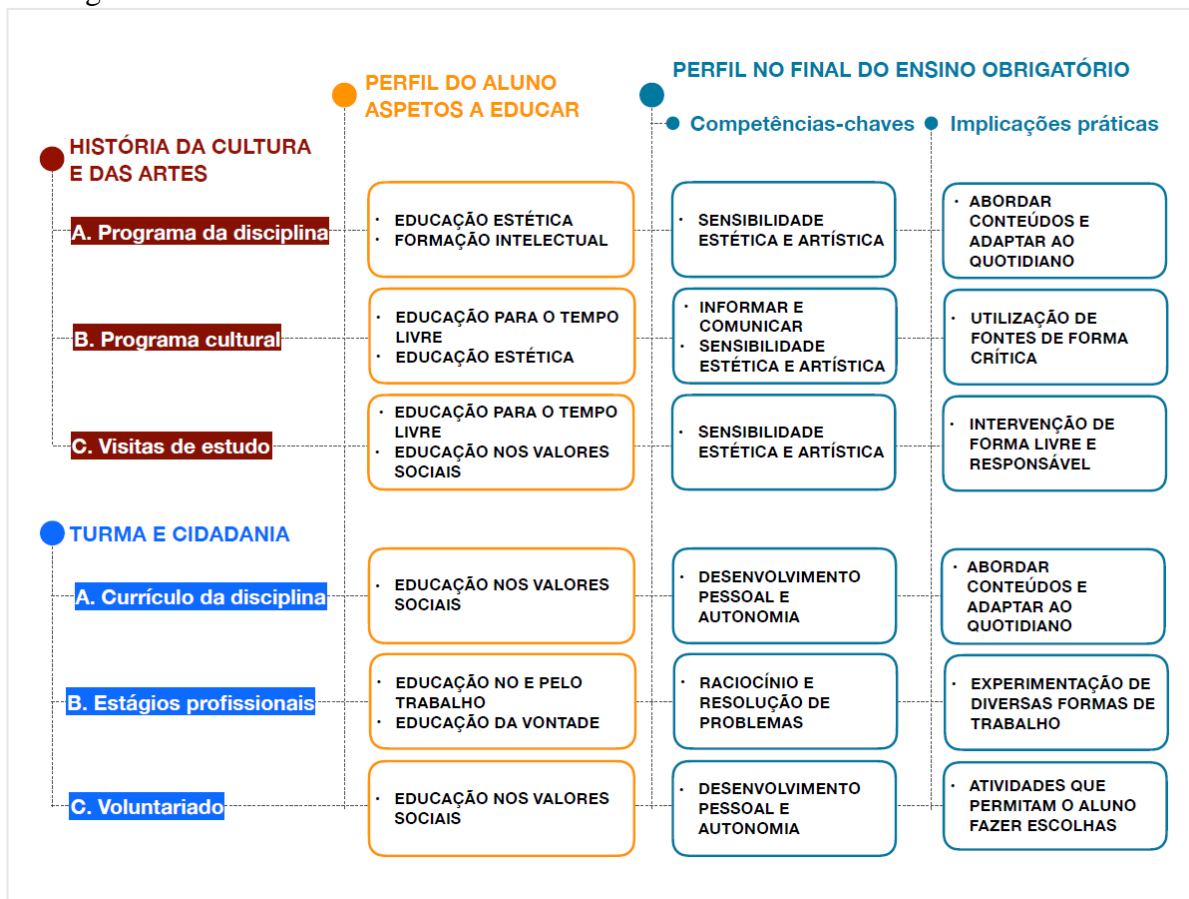 PERFIL DO ALUNO
ASPETOS A EDUCAR
PERFIL NO FINAL DO ENSINO OBRIGATÓRIO
Competências-chaves
Implicações práticas
HISTÓRIA DA CULTURA
E DAS ARTES
A. Programa da disciplina
· EDUCAÇÃO ESTÉTICA
· FORMAÇÃO INTELECTUAL
· SENSIBILIDADE
ESTÉTICA E ARTÍSTICA
· ABORDAR
CONTEÚDOS E
ADAPTAR AO
QUOTIDIANO
B. Programa cultural
· EDUCAÇÃO PARA O TEMPO
LIVRE
· EDUCAÇÃO ESTÉTICA
· INFORMAR E
COMUNICAR
· SENSIBILIDADE
ESTÉTICA E ARTÍSTICA
· UTILIZAÇÃO DE
FONTES DE FORMA
CRÍTICA
C. Visitas de estudo
· EDUCAÇÃO PARA O TEMPO
LIVRE
· EDUCAÇÃO NOS VALORES
SOCIAIS
· SENSIBILIDADE
ESTÉTICA E ARTÍSTICA
· INTERVENÇÃO DE
FORMA LIVRE E
RESPONSÁVEL
TURMA E CIDADANIA
A. Currículo da disciplina
· EDUCAÇÃO NOS VALORES
SOCIAIS
· DESENVOLVIMENTO
PESSOAL E
AUTONOMIA
· ABORDAR
CONTEÚDOS E
ADAPTAR AO
QUOTIDIANO
B. Estágios profissionais
· EDUCAÇÃO NO E PELO
TRABALHO
· EDUCAÇÃO DA VONTADE
· RACIOCÍNIO E
RESOLUÇÃO DE
PROBLEMAS
· EXPERIMENTAÇÃO DE
DIVERSAS FORMAS DE
TRABALHO
C. Voluntariado
· EDUCAÇÃO NOS VALORES
SOCIAIS
· DESENVOLVIMENTO
PESSOAL E
AUTONOMIA
· ATIVIDADES QUE
PERMITAM O ALUNO
FAZER ESCOLHAS